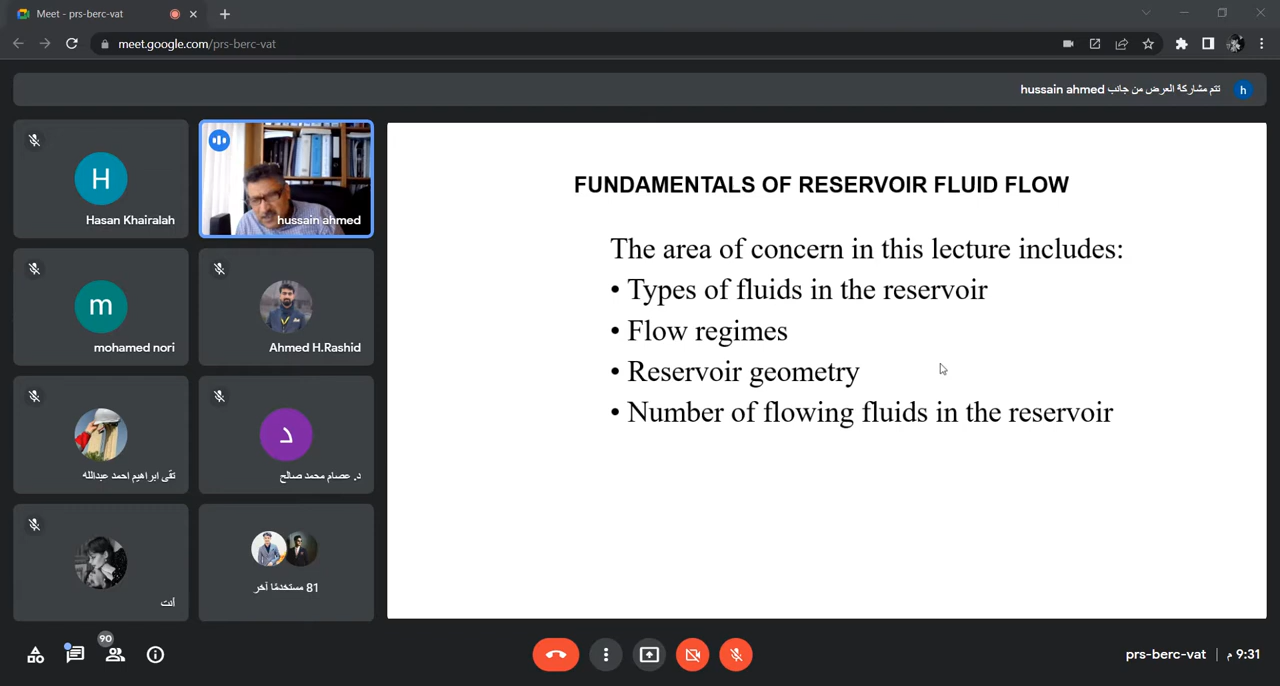 Meet - prs-berc-vat
meet.google.com/prs-berc-vat
تتم مشاركة العرض من جانب hussain ahmed
h
H
Hasan Khairalah
hussain ahmed
m
mohamed nori
Ahmed H.Rashid
تقى ابراهيم احمد عبدالله
د
د. عصام محمد صالح
أنت
81 مستخدمًا آخر
FUNDAMENTALS OF RESERVOIR FLUID FLOW
The area of concern in this lecture includes:
• Types of fluids in the reservoir
• Flow regimes
• Reservoir geometry
• Number of flowing fluids in the reservoir
90
prs-berc-vat | 9:31 م